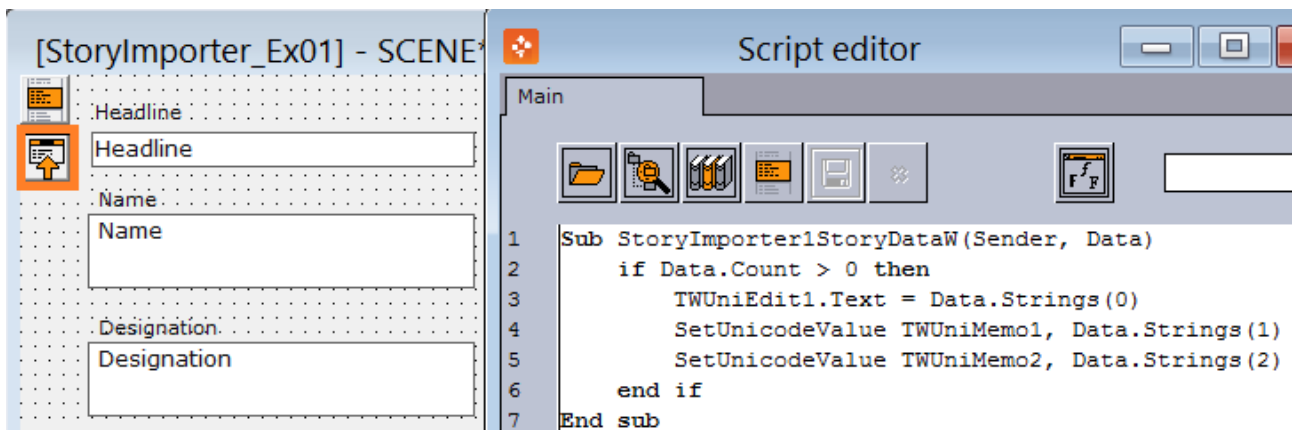 [StoryImporter_Ex01] - SCENE*
Headline
Headline
Name
Name
Designation
Designation
Script editor
Main
F f F
1 Sub StoryImporter1StoryDataW(Sender, Data)
2 if Data.Count > 0 then
3 TWUniEdit1.Text = Data.Strings(0)
4 SetUnicodeValue TWUniMemo1, Data.Strings(1)
5 SetUnicodeValue TWUniMemo2, Data.Strings(2)
6 end if
7 End sub